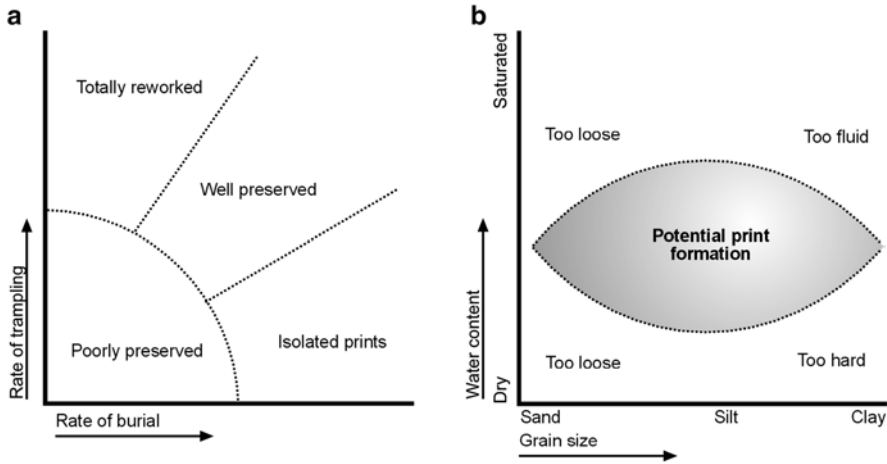 a
Totally reworked
Well preserved
Poorly preserved
Isolated prints
Rate of trampling
Rate of burial
b
Saturated
Too loose
Too fluid
Potential print
formation
Too loose
Too hard
Water content
Dry
Sand
Silt
Clay
Grain size